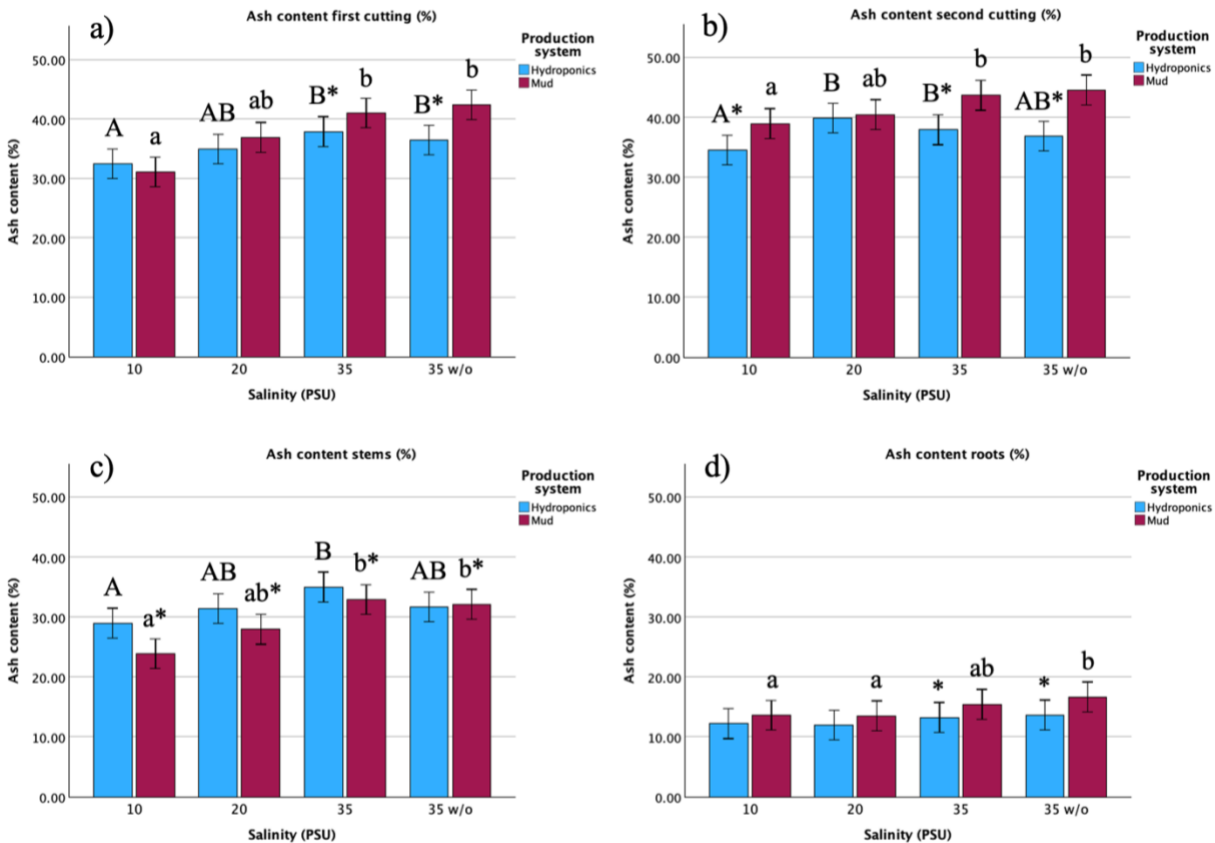 a)
Ash content first cutting (%)
Production
system
Hydroponics
Mud
Ash content (%)
50.00
40.00
30.00
20.00
10.00
0.00
A
a
AB
ab
B*
b
B*
b
10
20
35
35 w/o
Salinity (PSU)
b)
Ash content second cutting (%)
Production
system
Hydroponics
Mud
Ash content (%)
50.00
40.00
30.00
20.00
10.00
0.00
A*
a
B
ab
B*
b
AB*
b
10
20
35
35 w/o
Salinity (PSU)
c)
Ash content stems (%)
Production
system
Hydroponics
Mud
Ash content (%)
50.00
40.00
30.00
20.00
10.00
0.00
A
a*
AB
ab*
B
b*
AB
b*
10
20
35
35 w/o
Salinity (PSU)
d)
Ash content roots (%)
Production
system
Hydroponics
Mud
Ash content (%)
50.00
40.00
30.00
20.00
10.00
0.00
a
a
*
ab
*
b
10
20
35
35 w/o
Salinity (PSU)